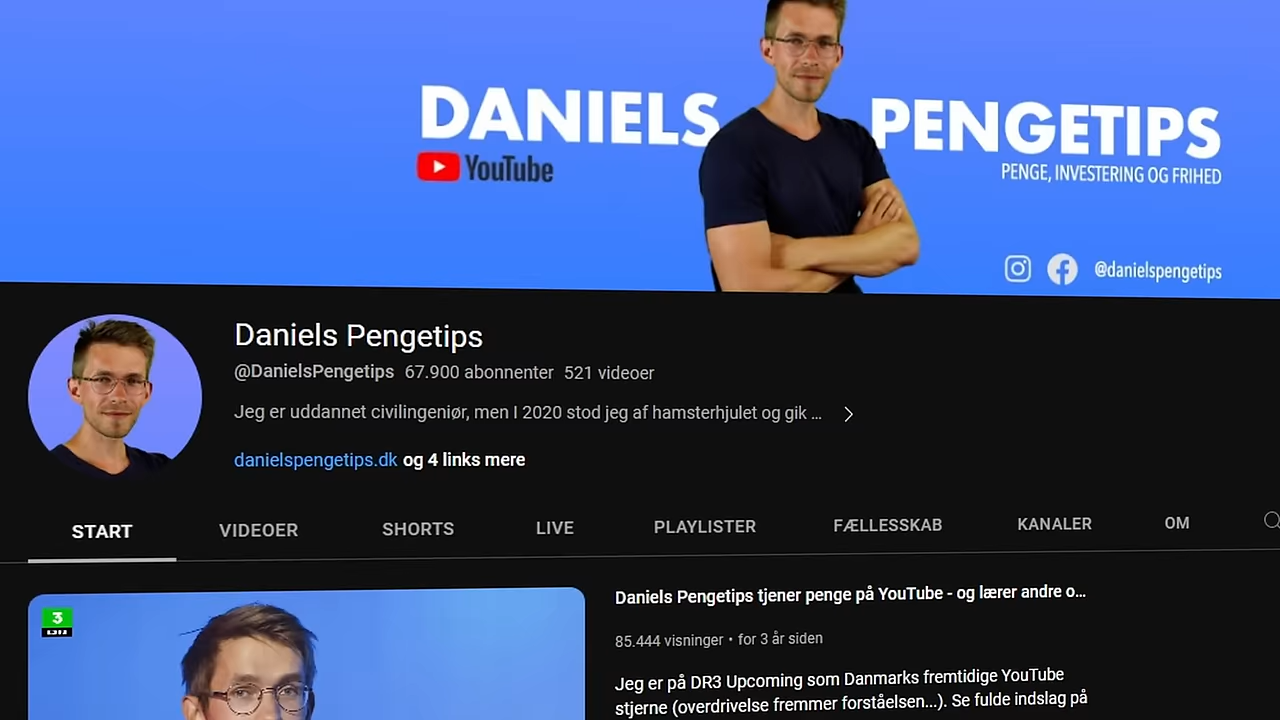 DANIELS PENGETIPS
YouTube
PENGE, INVESTERING OG FRIHED
@danielspengetips
Daniels Pengetips
@DanielsPengetips 67.900 abonnenter 521 videoer
Jeg er uddannet civilingeniør, men I 2020 stod jeg af hamsterhjulet og gik ...
danielspengetips.dk og 4 links mere
START VIDEOER SHORTS LIVE PLAYLISTER FÆLLESSKAB KANALER OM
3
Daniels Pengetips tjener penge på YouTube - og lærer andre o...
85.444 visninger • for 3 år siden
Jeg er på DR3 Upcoming som Danmarks fremtidige YouTube
stjerne (overdrivelse fremmer forståelsen...). Se fulde indslag på